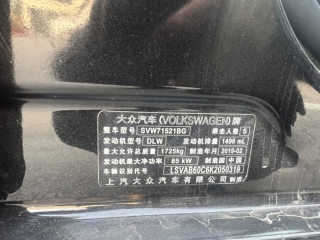 大众汽车(VOLKSWAGEN)牌
整车型号 SVW71521BG 乘坐人数 5
发动机型号 DLW 发动机排量 1498 mL
最大允许总质量 1725kg 制造年月 2019-02
发动机最大净功率 85 kW 制造国 中国
车辆识别代号 LSVAB60C6K2050319
上汽大众汽车有限公司 制造